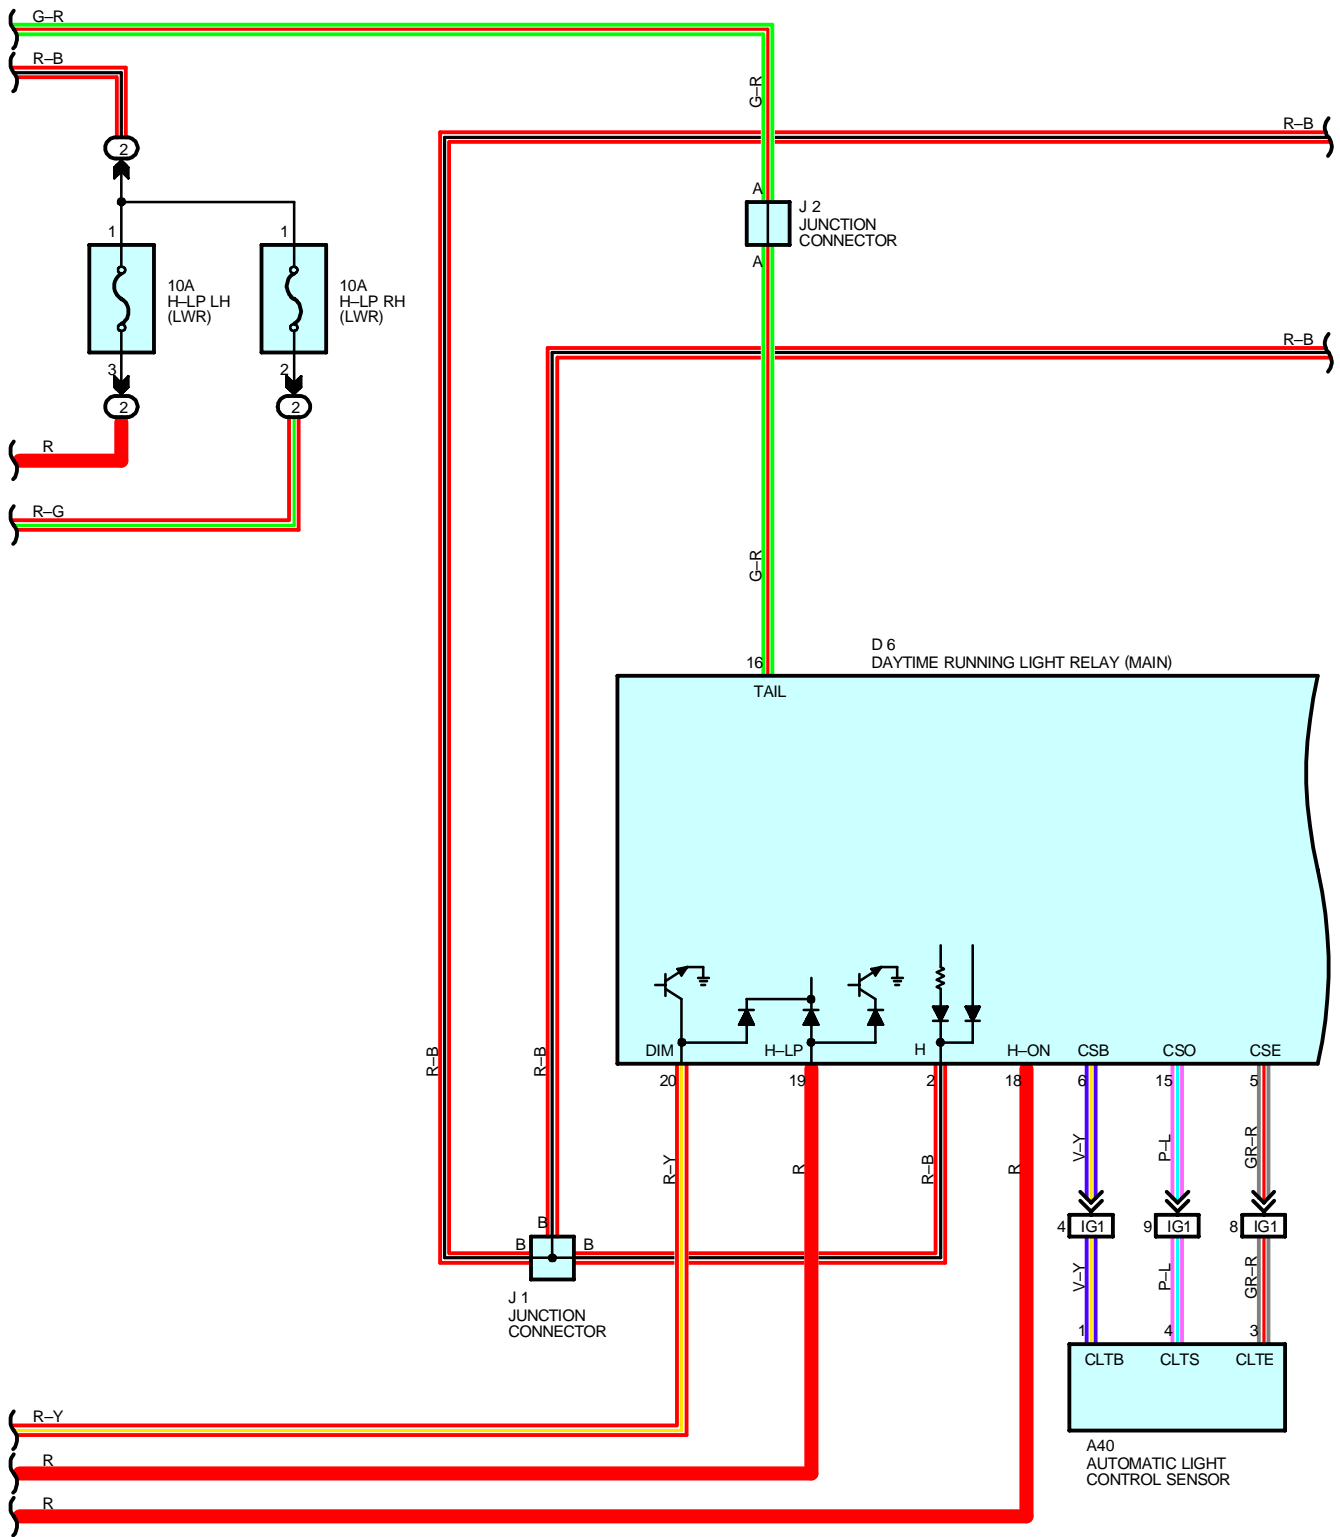 G–R
R–B
G–R
R–B
2
A
J 2
JUNCTION
CONNECTOR
A
1
1
10A
H–LP LH
(LWR)
10A
H–LP RH
(LWR)
R–B
3
2
2
2
R
R–G
G–R
D 6
DAYTIME RUNNING LIGHT RELAY (MAIN)
16
TAIL
R–B
R–B
DIM
H–LP
H
H–ON
CSB
CSO
CSE
20
19
2
18
6
15
5
R–Y
R
R–B
R
V–Y
P–L
GR–R
4 IG1
9 IG1
8 IG1
B
B
B
V–Y
P–L
GR–R
J 1
JUNCTION
CONNECTOR
1
4
3
CLTB
CLTS
CLTE
A40
AUTOMATIC LIGHT
CONTROL SENSOR
R–Y
R
R